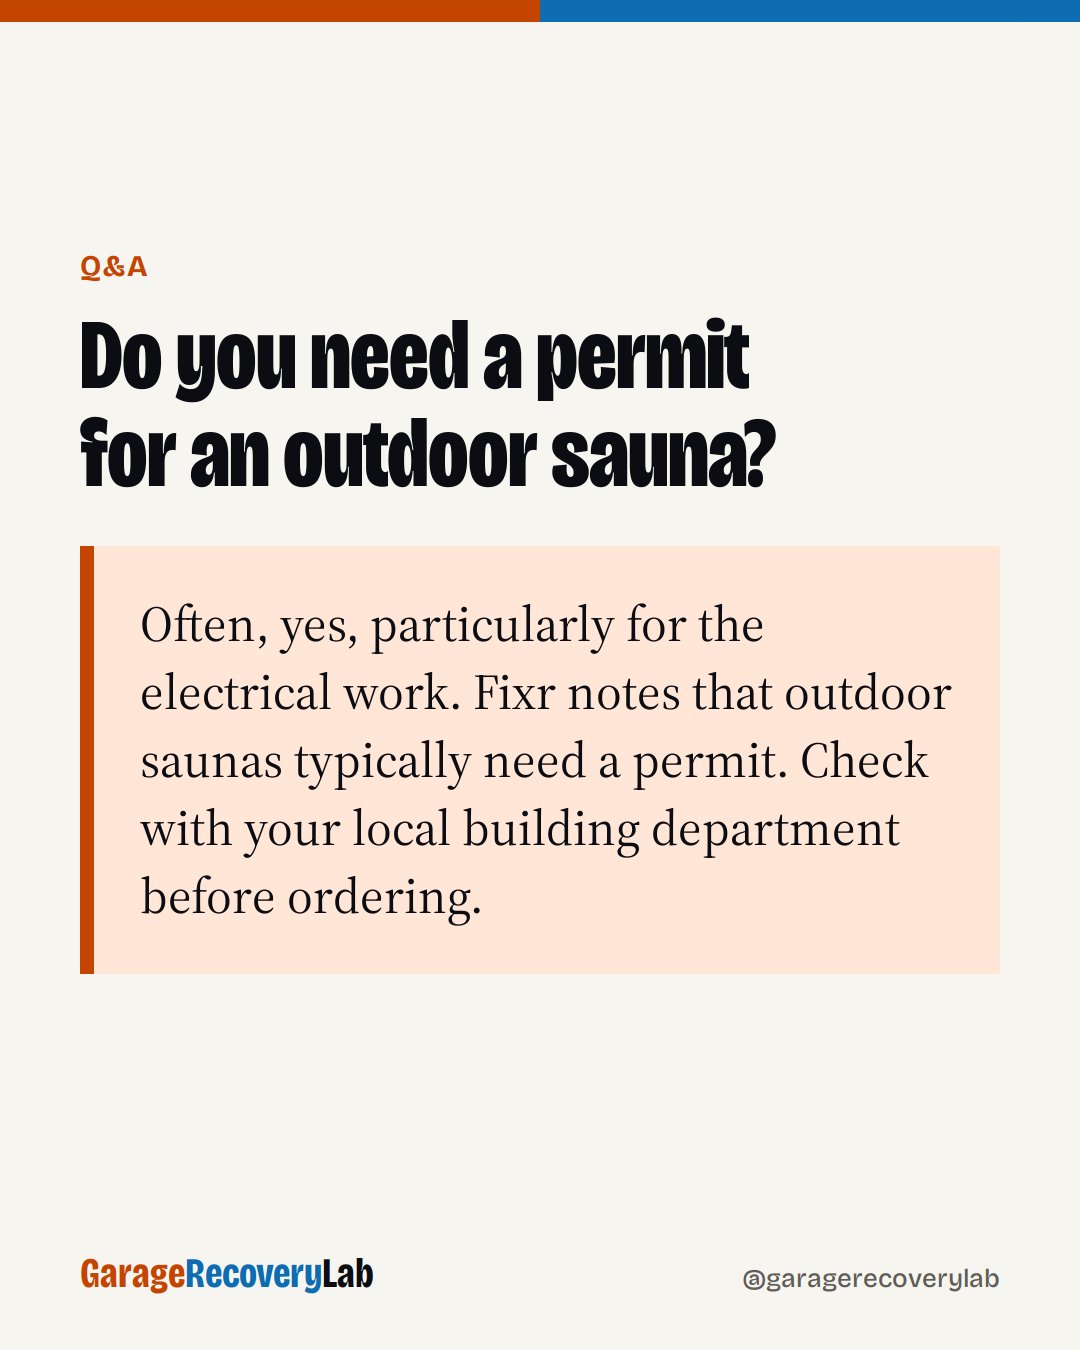 Q&A
Do you need a permit
for an outdoor sauna?
Often, yes, particularly for the
electrical work. Fixr notes that outdoor
saunas typically need a permit. Check
with your local building department
before ordering.
GarageRecoveryLab
@garagerecoverylab